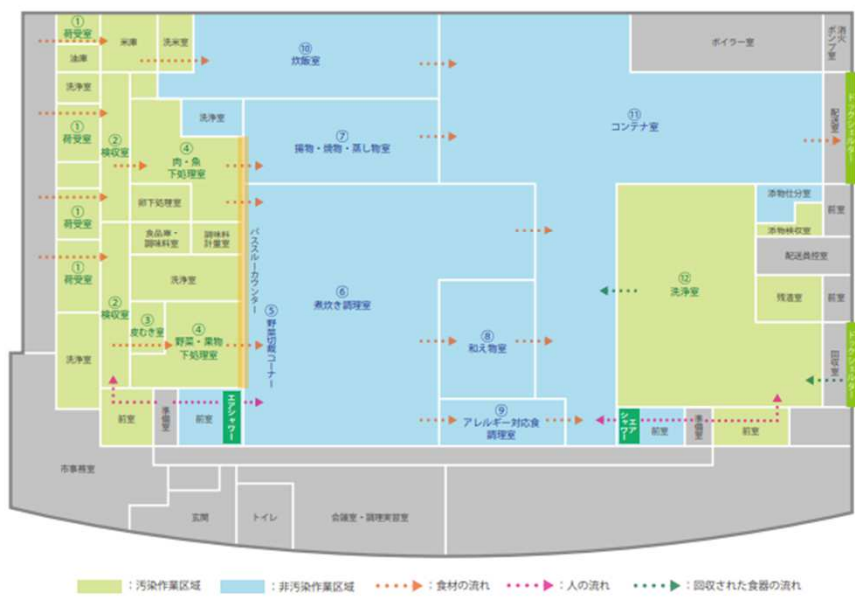 ①
荷受室
米庫
洗米室
油庫
⑩
炊飯室
ボイラー室
消火
ポンプ室
洗浄室
①
荷受室
②
検収室
④
肉・魚
下処理室
洗浄室
⑦
揚物・焼物・蒸し物室
⑪
コンテナ室
配送室
ドックシェルター
卵下処理室
①
荷受室
食品庫・
調味料室
調味料
計量室
パススルーカウンター
添物仕分室
前室
添物検収室
配送員控室
①
荷受室
洗浄室
⑥
煮炊き調理室
⑫
洗浄室
残渣室
前室
②
検収室
③
皮むき室
④
野菜・果物
下処理室
⑤
野菜切裁コーナー
⑧
和え物室
回収室
ドックシェルター
洗浄室
前室
準備室
前室
エアシャワー
⑨
アレルギー対応食
調理室
エア
シャワー
前室
準備室
前室
市事務室
玄関
トイレ
会議室・調理実習室
:汚染作業区域
:非汚染作業区域
:食材の流れ
:人の流れ
:回収された食器の流れ